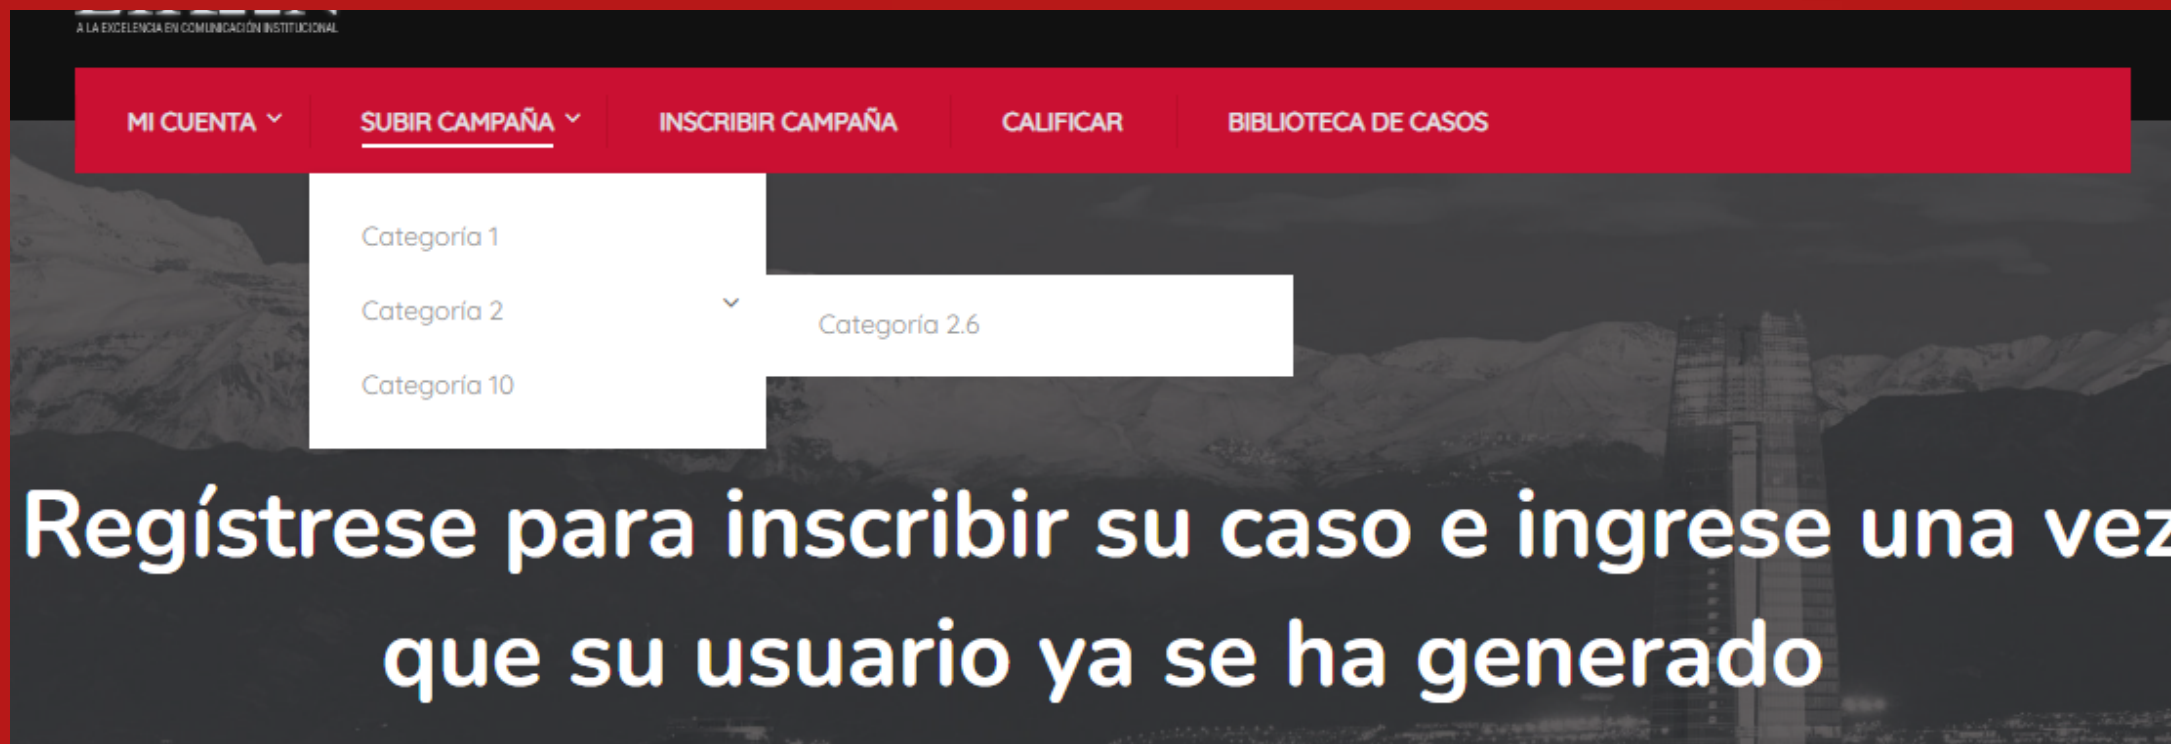 A LA EXCELENCIA EN COMUNICACIÓN INSTITUCIONAL
MI CUENTA SUBIR CAMPAÑA INSCRIBIR CAMPAÑA CALIFICAR BIBLIOTECA DE CASOS
Categoría 1
Categoría 2
Categoría 2.6
Categoría 10
Regístrese para inscribir su caso e ingrese una vez
que su usuario ya se ha generado